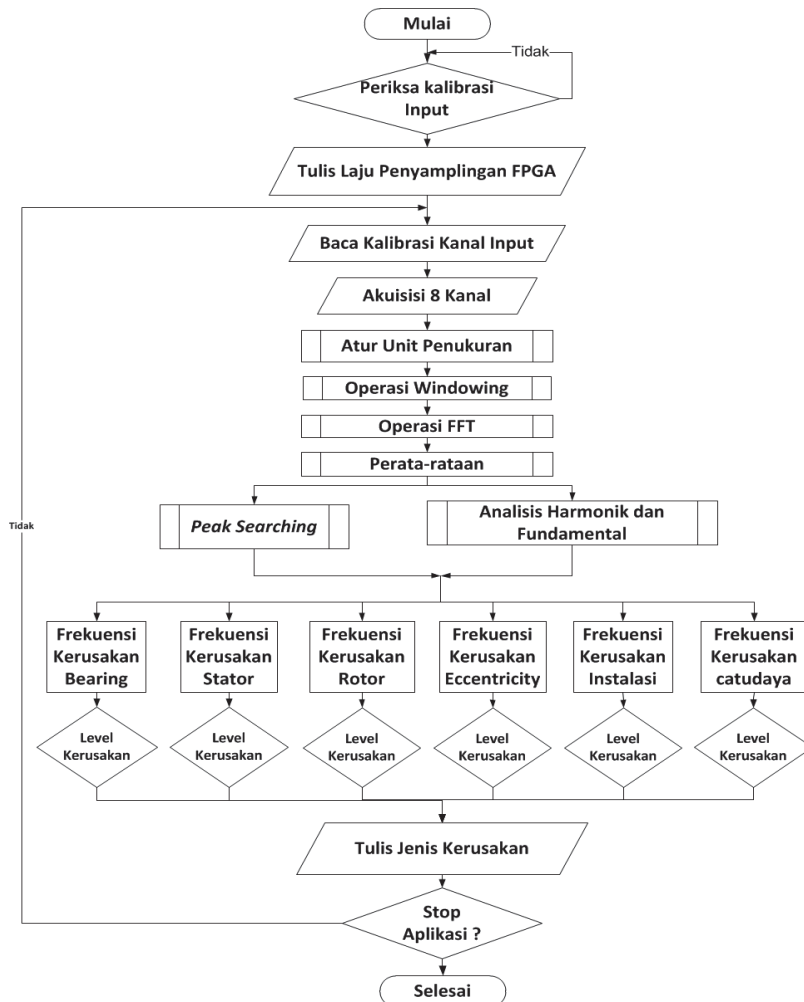 Mulai
Tidak
Periksa kalibrasi
Input
Tulis Laju Penyamplingan FPGA
Baca Kalibrasi Kanal Input
Akuisisi 8 Kanal
Atur Unit Penukuran
Operasi Windowing
Operasi FFT
Perata-rataan
Peak Searching
Analisis Harmonik dan
Fundamental
Tidak
Frekuensi
Kerusakan
Bearing
Frekuensi
Kerusakan
Stator
Frekuensi
Kerusakan
Rotor
Frekuensi
Kerusakan
Eccentricity
Frekuensi
Kerusakan
Instalasi
Frekuensi
Kerusakan
catudaya
Level
Kerusakan
Level
Kerusakan
Level
Kerusakan
Level
Kerusakan
Level
Kerusakan
Level
Kerusakan
Tulis Jenis Kerusakan
Stop
Aplikasi ?
Selesai